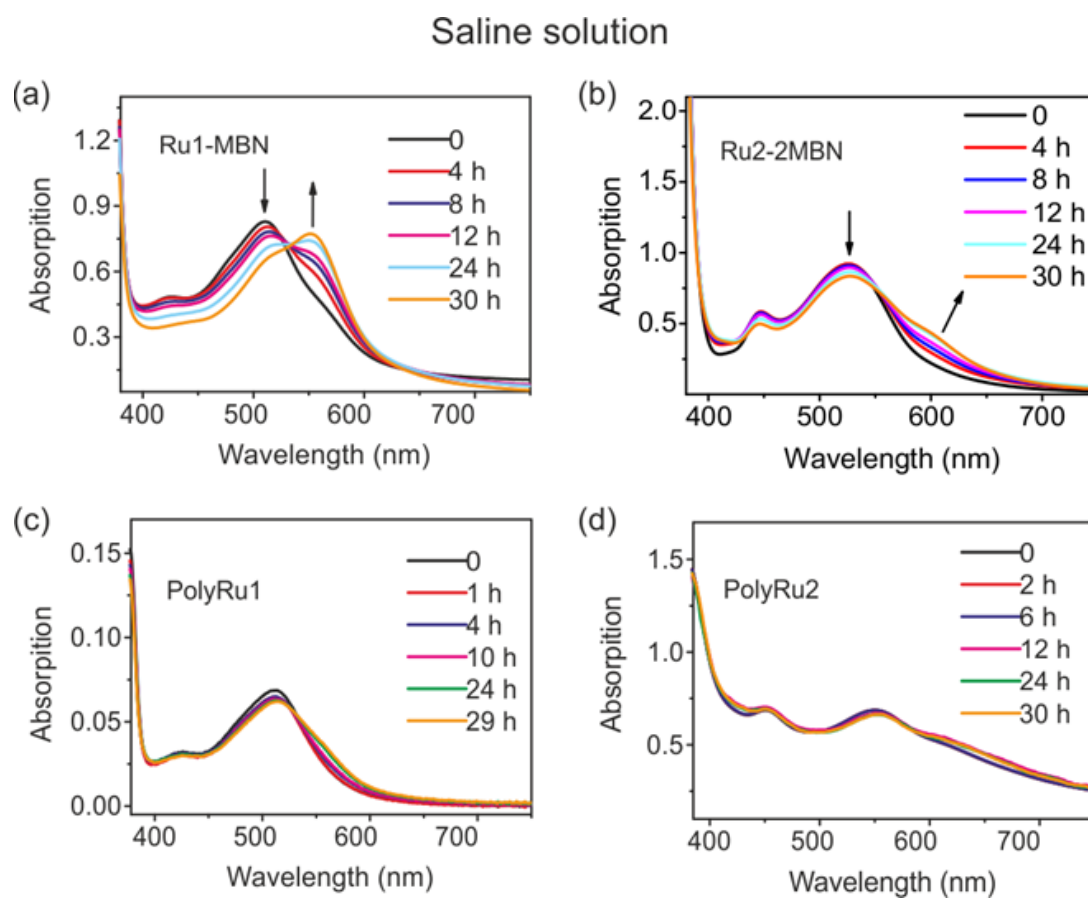 Saline solution
(a)
Absorpition
1.2
0.9
0.6
0.3
Ru1-MBN
0
4 h
8 h
12 h
24 h
30 h
400 500 600 700
Wavelength (nm)
(b)
Absorption
2.0
1.5
1.0
0.5
Ru2-2MBN
0
4 h
8 h
12 h
24 h
30 h
400 500 600 700
Wavelength (nm)
(c)
Absorpition
0.15
0.10
0.05
0.00
PolyRu1
0
1 h
4 h
10 h
24 h
29 h
400 500 600 700
Wavelength (nm)
(d)
Absorpition
1.5
1.0
0.5
PolyRu2
0
2 h
6 h
12 h
24 h
30 h
400 500 600 700
Wavelength (nm)